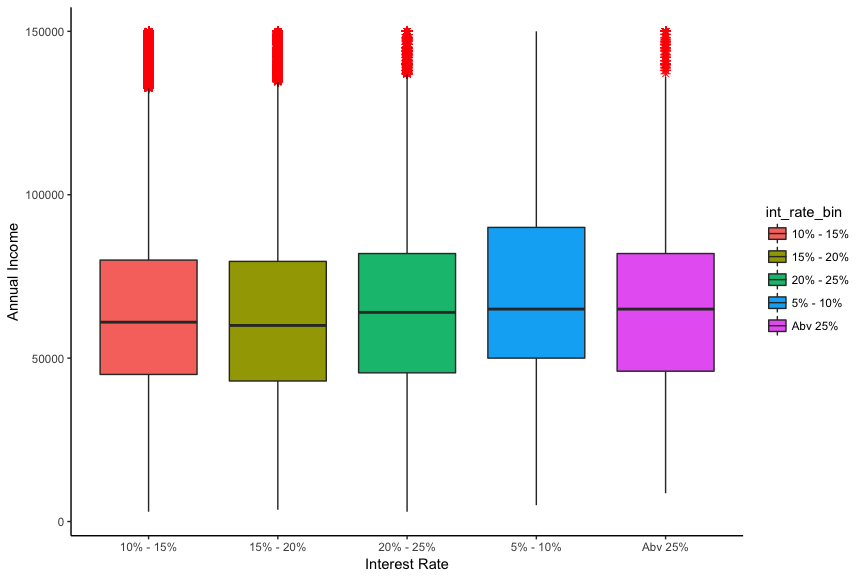 150000
100000
50000
0
Annual Income
10% - 15%
15% - 20%
20% - 25%
5% - 10%
Abv 25%
Interest Rate
int_rate_bin
10% - 15%
15% - 20%
20% - 25%
5% - 10%
Abv 25%